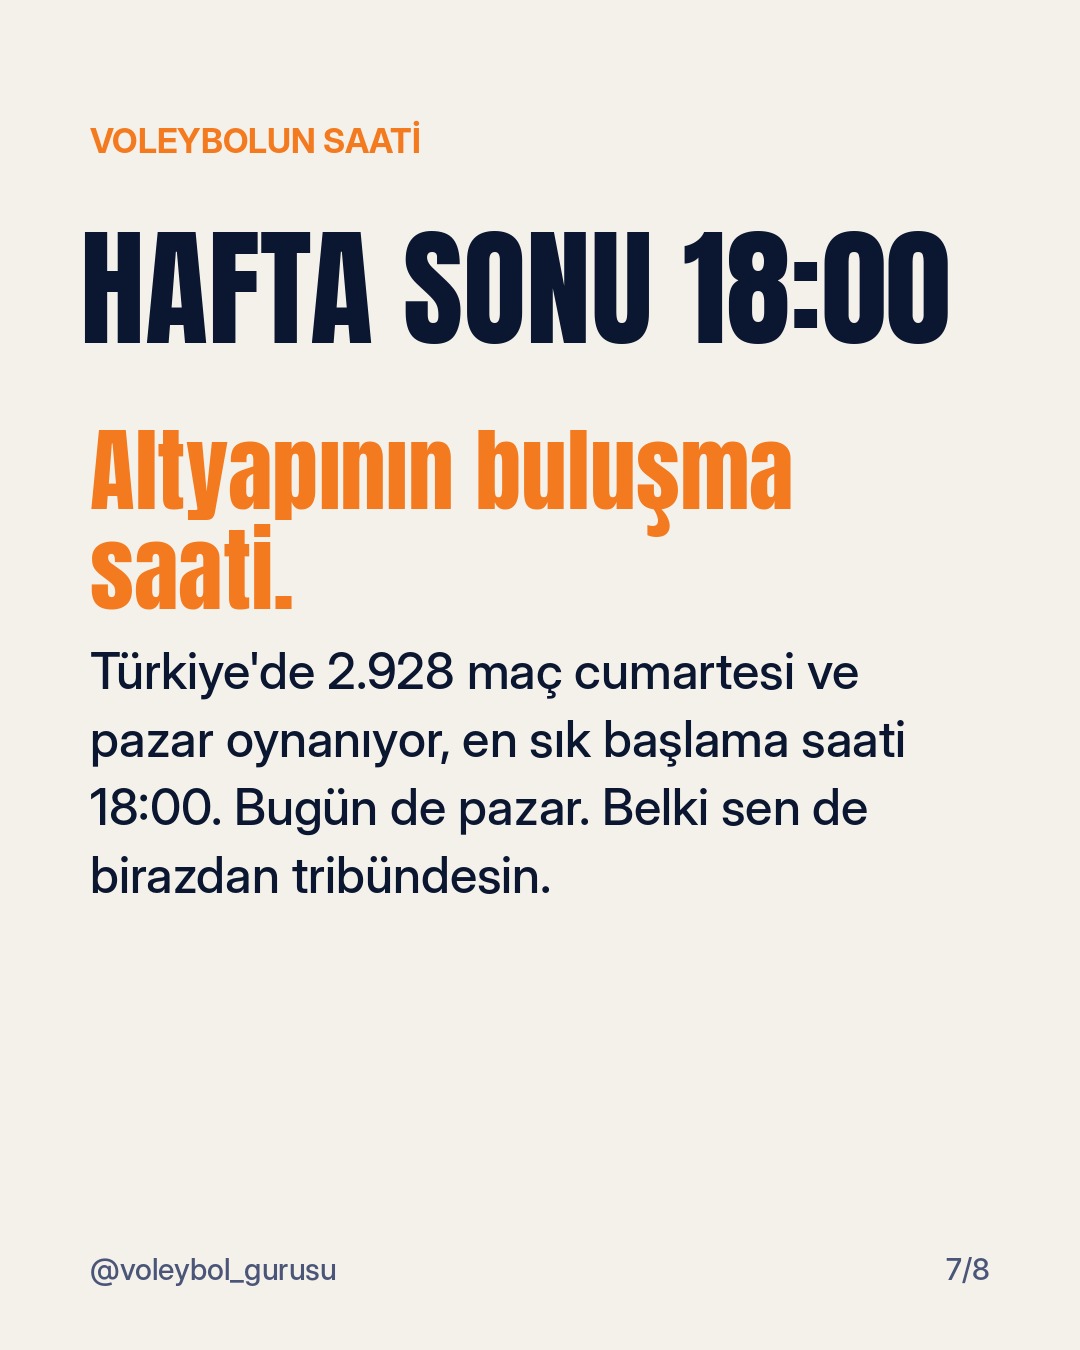 VOLEYBOLUN SAATİ
HAFTA SONU 18:00
Altyapının buluşma
saati.
Türkiye'de 2.928 maç cumartesi ve
pazar oynanıyor, en sık başlama saati
18:00. Bugün de pazar. Belki sen de
birazdan tribündesin.
@voleybol_gurusu
7/8